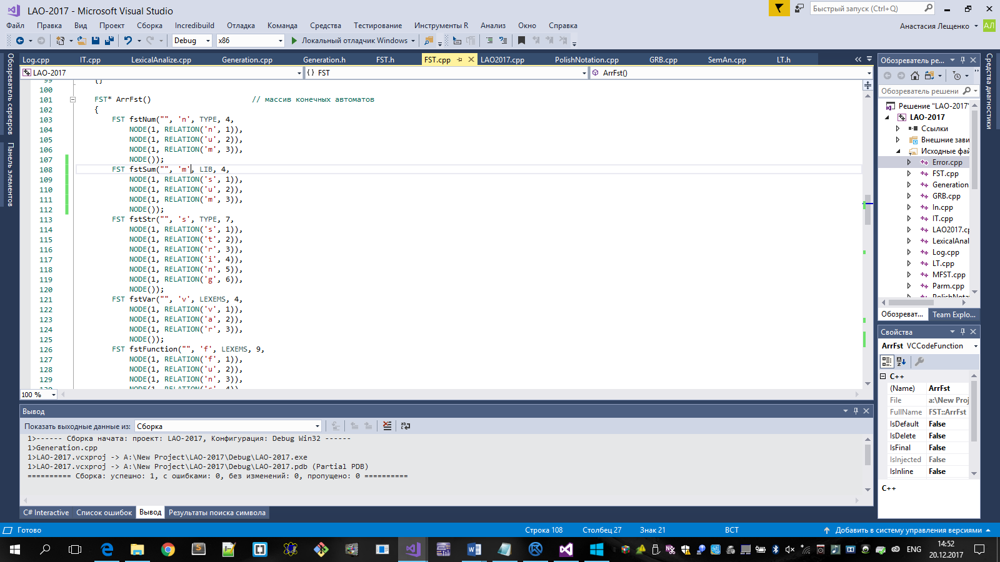 LAO-2017 - Microsoft Visual Studio
Быстрый запуск (Ctrl+Q)
Файл Правка Вид Проект Сборка Incredibuild Отладка Команда Средства Тестирование Инструменты R Анализ Окно Справка
Анастасия Лещенко АЛ
Debug x86 Локальный отладчик Windows
Обозреватель серверов
Панель элементов
Log.cpp IT.cpp LexicalAnalize.cpp Generation.cpp Generation.h FST.h FST.cpp LAO2017.cpp PolishNotation.cpp GRB.cpp SemAn.cpp LT.h
LAO-2017 {} FST ArrFst()
99 {}
100
101 FST* ArrFst() // массив конечных автоматов
102 {
103 FST fstNum("", 'n', TYPE, 4,
104 NODE(1, RELATION('n', 1)),
105 NODE(1, RELATION('u', 2)),
106 NODE(1, RELATION('m', 3)),
107 NODE());
108 FST fstSum("", 'm', LIB, 4,
109 NODE(1, RELATION('s', 1)),
110 NODE(1, RELATION('u', 2)),
111 NODE(1, RELATION('m', 3)),
112 NODE());
113 FST fstStr("", 's', TYPE, 7,
114 NODE(1, RELATION('s', 1)),
115 NODE(1, RELATION('t', 2)),
116 NODE(1, RELATION('r', 3)),
117 NODE(1, RELATION('i', 4)),
118 NODE(1, RELATION('n', 5)),
119 NODE(1, RELATION('g', 6)),
120 NODE());
121 FST fstVar("", 'v', LEXEMS, 4,
122 NODE(1, RELATION('v', 1)),
123 NODE(1, RELATION('a', 2)),
124 NODE(1, RELATION('r', 3)),
125 NODE());
126 FST fstFunction("", 'f', LEXEMS, 9,
127 NODE(1, RELATION('f', 1)),
128 NODE(1, RELATION('u', 2)),
129 NODE(1, RELATION('n', 3)),
100 %
Вывод
Показать выходные данные из: Сборка
1>------ Сборка начата: проект: LAO-2017, Конфигурация: Debug Win32 ------
1>Generation.cpp
1>LAO-2017.vcxproj -> A:\New Project\LAO-2017\Debug\LAO-2017.exe
1>LAO-2017.vcxproj -> A:\New Project\LAO-2017\Debug\LAO-2017.pdb (Partial PDB)
========== Сборка: успешно: 1, с ошибками: 0, без изменений: 0, пропущено: 0 ==========
C# Interactive Список ошибок Вывод Результаты поиска символа
Обозреватель ре...
Обозреватель решени
Решение "LAO-2017"
LAO-2017
Ссылки
Внешние зави
Исходные фай
Error.cpp
FST.cpp
Generation
GRB.cpp
In.cpp
IT.cpp
LAO2017.cp
LexicalAnal
Log.cpp
LT.cpp
MFST.cpp
Parm.cpp
PolishNota
Обозреват... Team Explo...
Свойства
ArrFst VCCodeFunction
C++
(Name) ArrFst
File a:\New Proj
FullName FST::ArrFst
IsDefault False
IsDelete False
IsFinal False
IsInjected False
IsInline False
C++
Средства диагностики
Готово Строка 108 Столбец 27 Знак 21 ВСТ Добавить в систему управления версиями
ENG 14:52
20.12.2017